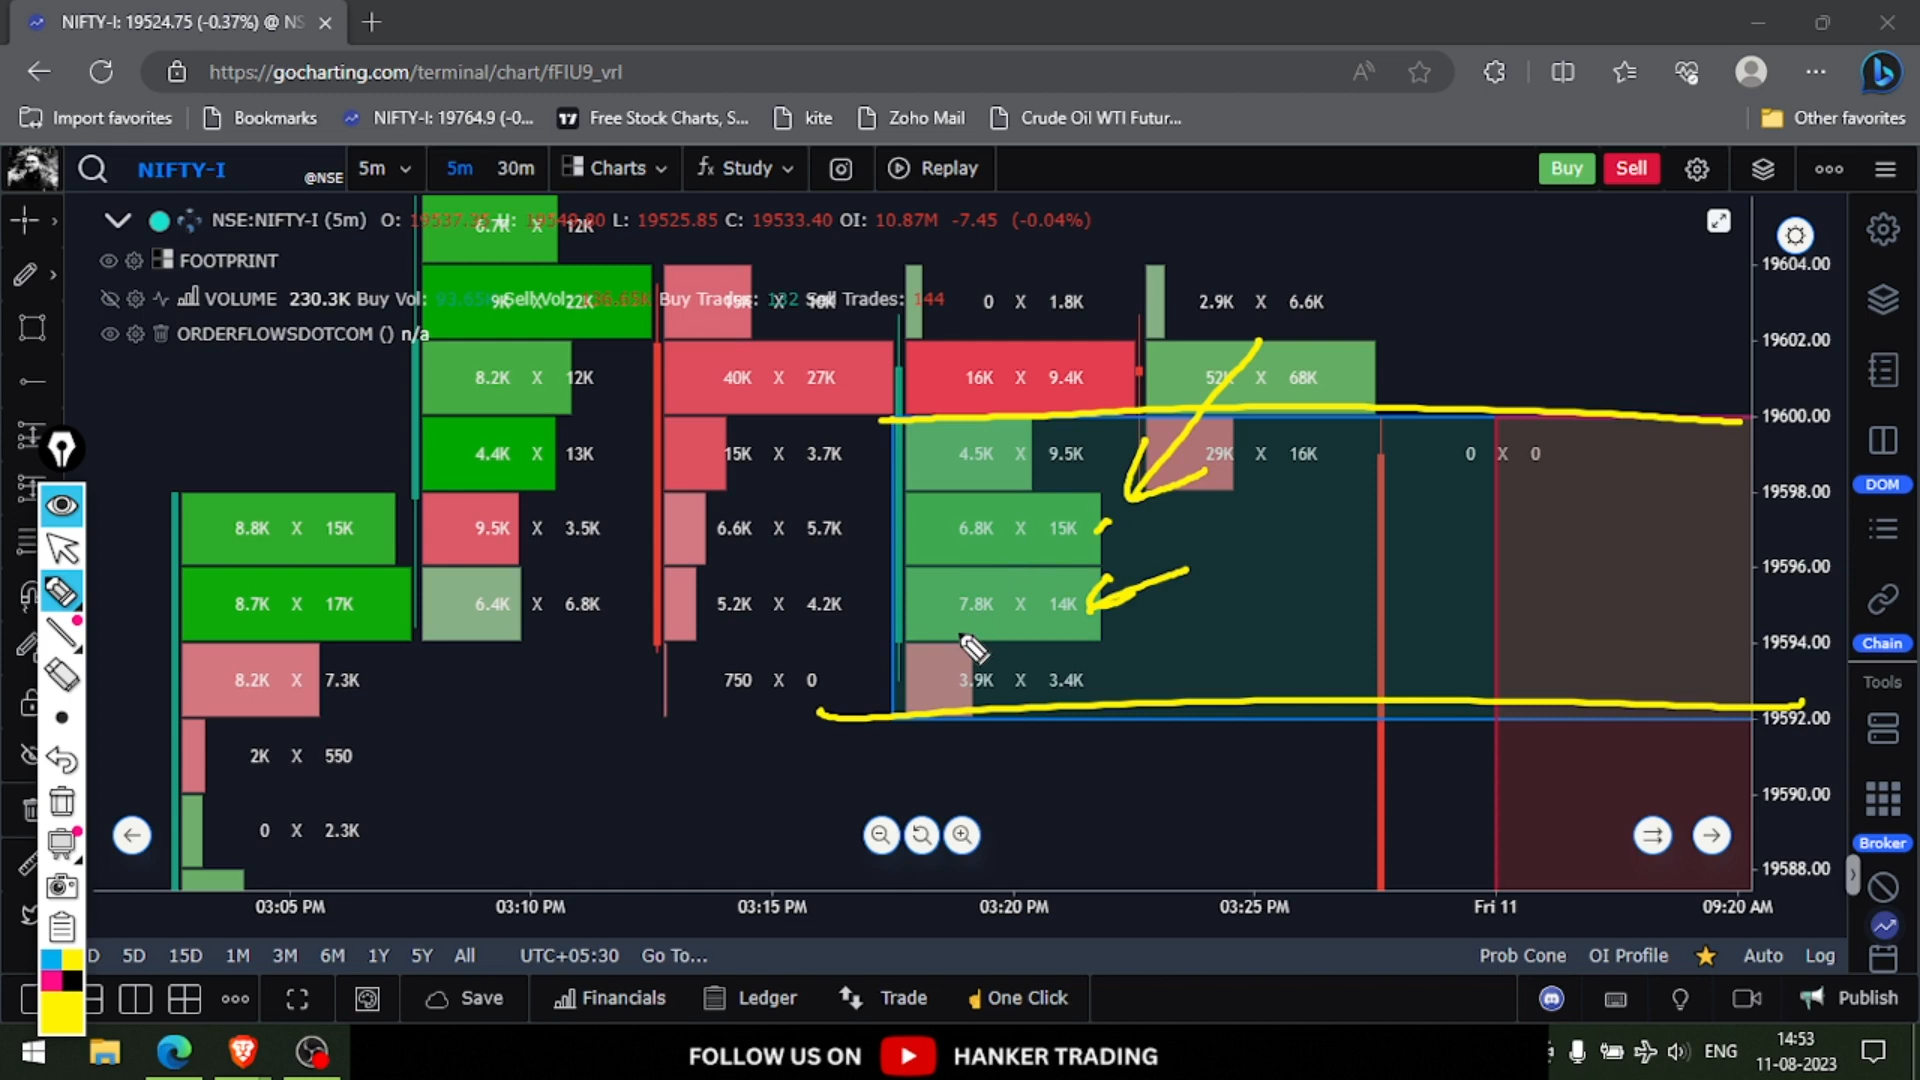 NIFTY-I: 19524.75 (-0.37%) @ NS
https://gocharting.com/terminal/chart/fFIU9_vrl
Import favorites Bookmarks NIFTY-I: 19764.9 (-0... Free Stock Charts, S... kite Zoho Mail Crude Oil WTI Futur... Other favorites
NIFTY-I @NSE 5m 5m 30m Charts fx Study Replay Buy Sell
NSE:NIFTY-I (5m) O: H: L: 19525.85 C: 19533.40 OI: 10.87M -7.45 (-0.04%)
6.7K X 12K
FOOTPRINT
19604.00
VOLUME 230.3K Buy Vol: Sell Vol: Buy Trades: Sell Trades: 144
9K X 22K
0 X 1.8K 2.9K X 6.6K
ORDERFLOWSDOTCOM () n/a
19602.00
8.2K X 12K 40K X 27K 16K X 9.4K 52K X 68K
19600.00
4.4K X 13K 15K X 3.7K 4.5K X 9.5K 29K X 16K 0 X 0
DOM
19598.00
8.8K X 15K 9.5K X 3.5K 6.6K X 5.7K 6.8K X 15K
19596.00
8.7K X 17K 6.4K X 6.8K 5.2K X 4.2K 7.8K X 14K
19594.00 Chain
8.2K X 7.3K 750 X 0 3.9K X 3.4K
Tools
19592.00
2K X 550
19590.00
0 X 2.3K
Broker
19588.00
03:05 PM 03:10 PM 03:15 PM 03:20 PM 03:25 PM Fri 11 09:20 AM
D 5D 15D 1M 3M 6M 1Y 5Y All UTC+05:30 Go To... Prob Cone OI Profile Auto Log
Save Financials Ledger Trade One Click Publish
FOLLOW US ON HANKER TRADING
ENG 14:53
11-08-2023